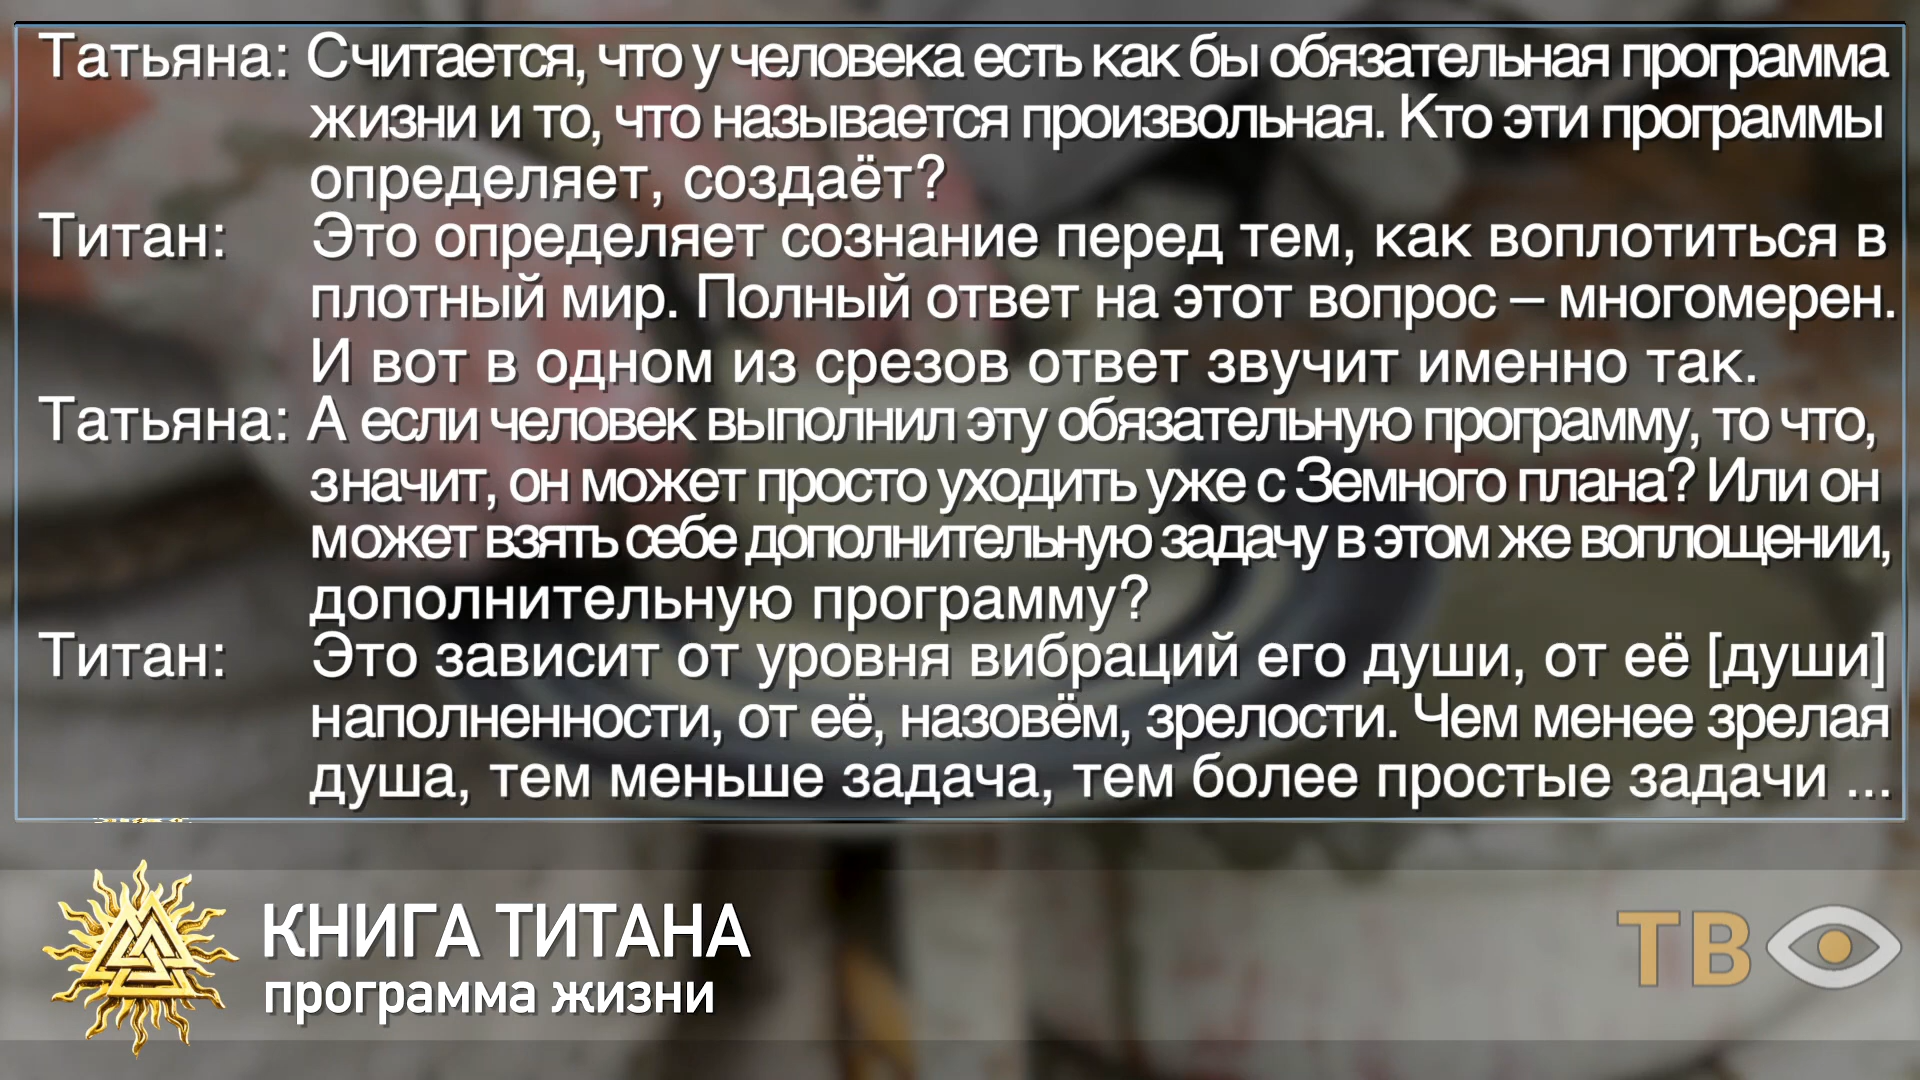 Татьяна: Считается, что у человека есть как бы обязательная программа
жизни и то, что называется произвольная. Кто эти программы
определяет, создаёт?
Титан: Это определяет сознание перед тем, как воплотиться в
плотный мир. Полный ответ на этот вопрос – многомерен.
И вот в одном из срезов ответ звучит именно так.
Татьяна: А если человек выполнил эту обязательную программу, то что,
значит, он может просто уходить уже с Земного плана? Или он
может взять себе дополнительную задачу в этом же воплощении,
дополнительную программу?
Титан: Это зависит от уровня вибраций его души, от её [души]
наполненности, от её, назовём, зрелости. Чем менее зрелая
душа, тем меньше задача, тем более простые задачи ...
КНИГА ТИТАНА
программа жизни
ТВ